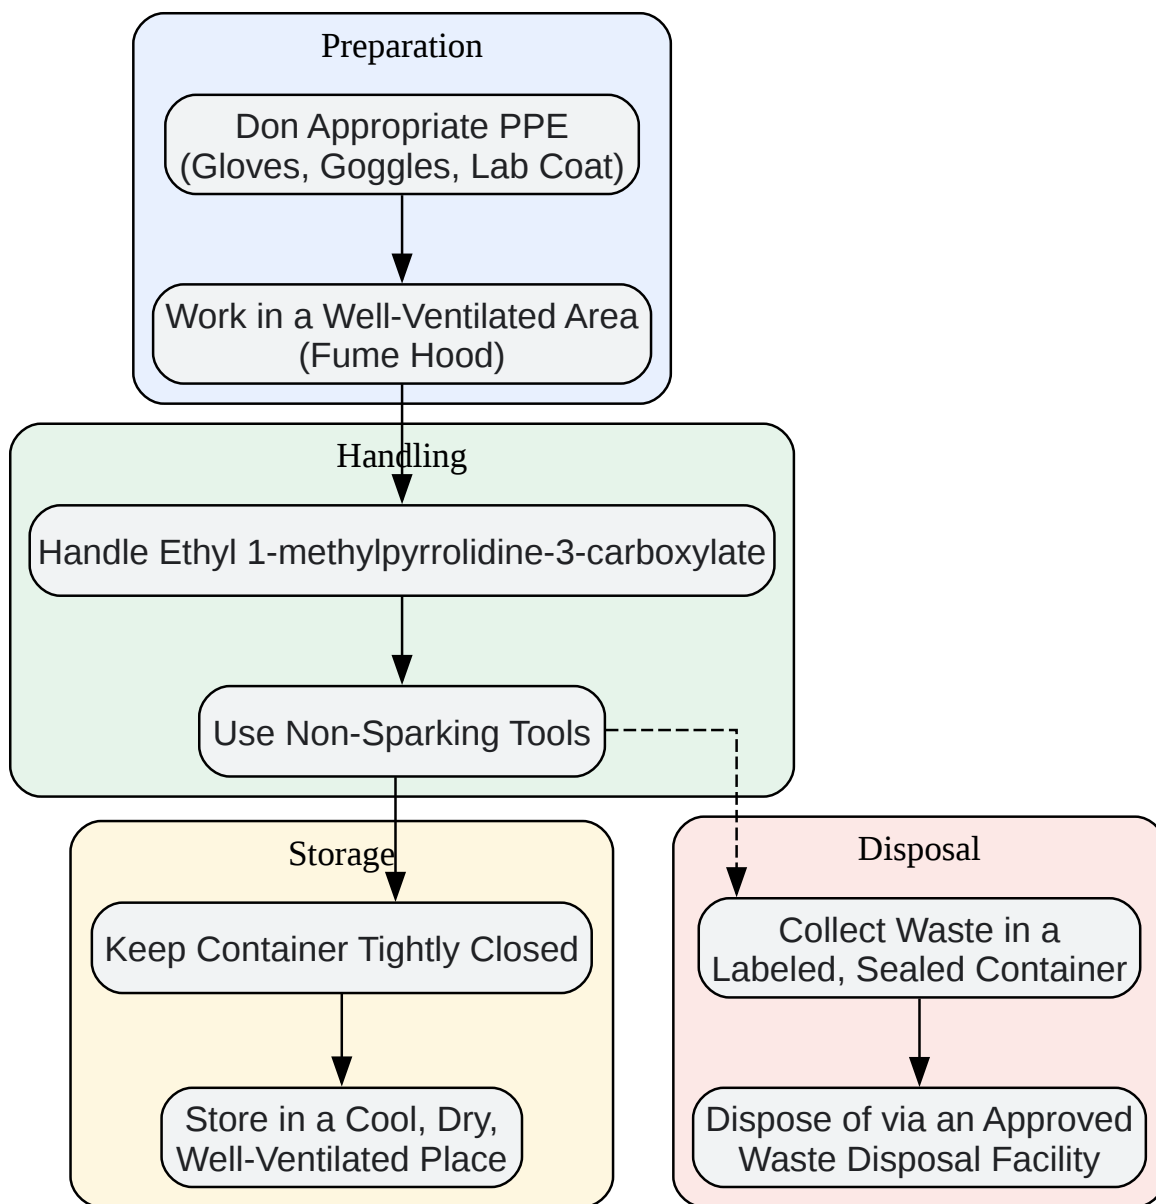 Preparation
Don Appropriate PPE
(Gloves, Goggles, Lab Coat)
Work in a Well-Ventilated Area
(Fume Hood)
Handling
Handle Ethyl 1-methylpyrrolidine-3-carboxylate
Use Non-Sparking Tools
Storage
Keep Container Tightly Closed
Store in a Cool, Dry,
Well-Ventilated Place
Disposal
Collect Waste in a
Labeled, Sealed Container
Dispose of via an Approved
Waste Disposal Facility